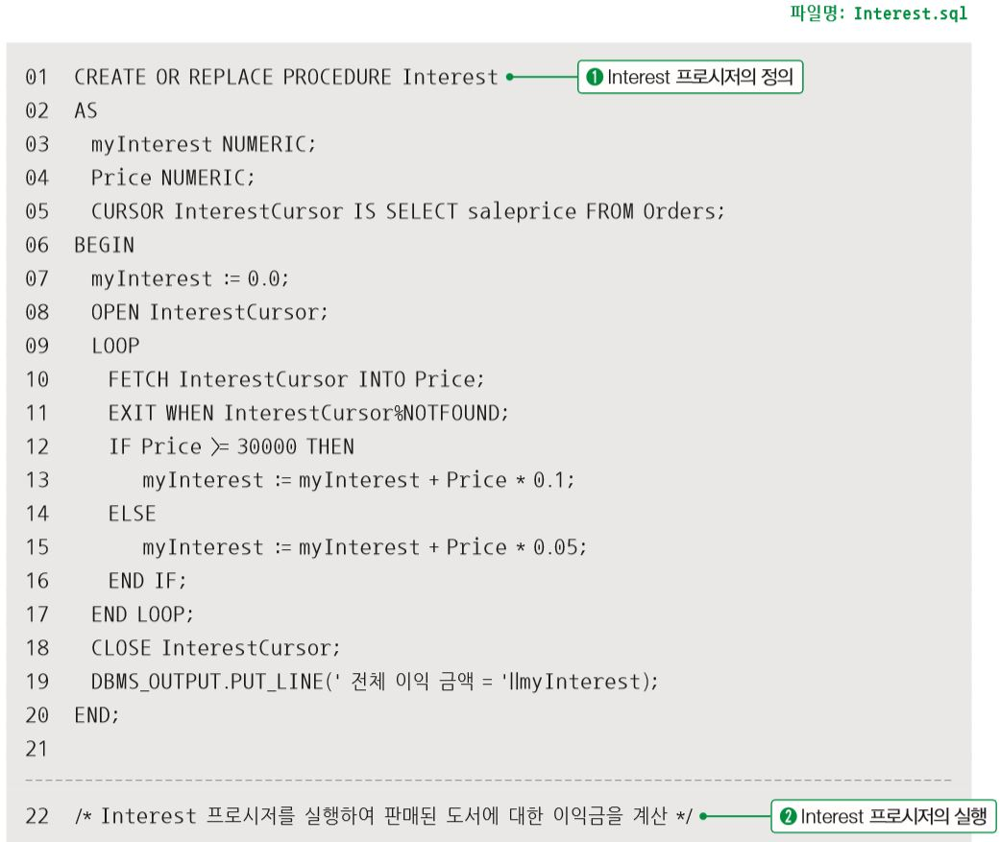 파일명: Interest.sql
01 CREATE OR REPLACE PROCEDURE Interest ❶ Interest 프로시저의 정의
02 AS
03 myInterest NUMERIC;
04 Price NUMERIC;
05 CURSOR InterestCursor IS SELECT saleprice FROM Orders;
06 BEGIN
07 myInterest := 0.0;
08 OPEN InterestCursor;
09 LOOP
10 FETCH InterestCursor INTO Price;
11 EXIT WHEN InterestCursor%NOTFOUND;
12 IF Price >= 30000 THEN
13 myInterest := myInterest + Price * 0.1;
14 ELSE
15 myInterest := myInterest + Price * 0.05;
16 END IF;
17 END LOOP;
18 CLOSE InterestCursor;
19 DBMS_OUTPUT.PUT_LINE(' 전체 이익 금액 = '||myInterest);
20 END;
21
22 /* Interest 프로시저를 실행하여 판매된 도서에 대한 이익금을 계산 */ ❷ Interest 프로시저의 실행